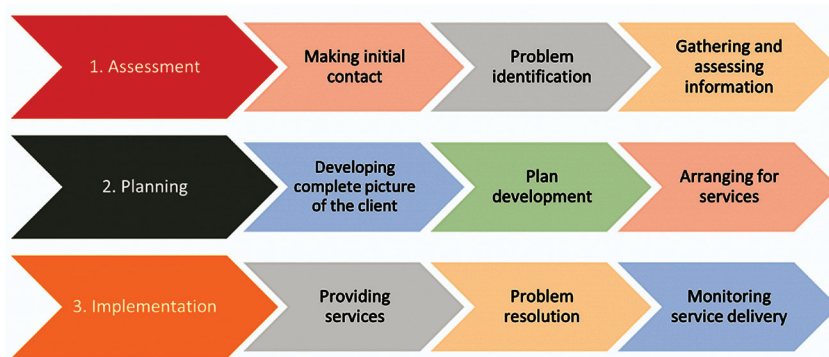 1. Assessment
Making initial
contact
Problem
identification
Gathering and
assessing
information
2. Planning
Developing
complete picture
of the client
Plan
development
Arranging for
services
3. Implementation
Providing
services
Problem
resolution
Monitoring
service delivery